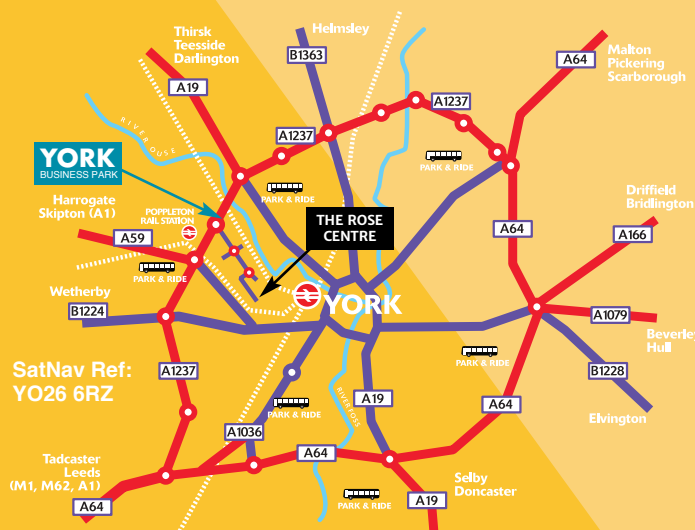 Thirsk
Teesside
Darlington
Helmsley
B1363
A64
Malton
Pickering
Scarborough
A19
A1237
A1237
RIVER OUSE
YORK
BUSINESS PARK
PARK & RIDE
PARK & RIDE
Harrogate
Skipton (A1)
POPPLETON
RAIL STATION
THE ROSE
CENTRE
Driffield
Bridlington
A59
A64
A166
PARK & RIDE
Wetherby
B1224
YORK
A1079
Beverley
Hull
SatNav Ref:
YO26 6RZ
A1237
PARK & RIDE
B1228
RIVER FOSS
A19
A64
Elvington
PARK & RIDE
A1036
A64
Tadcaster
Leeds
(M1, M62, A1)
A64
Selby
Doncaster
PARK & RIDE
A19